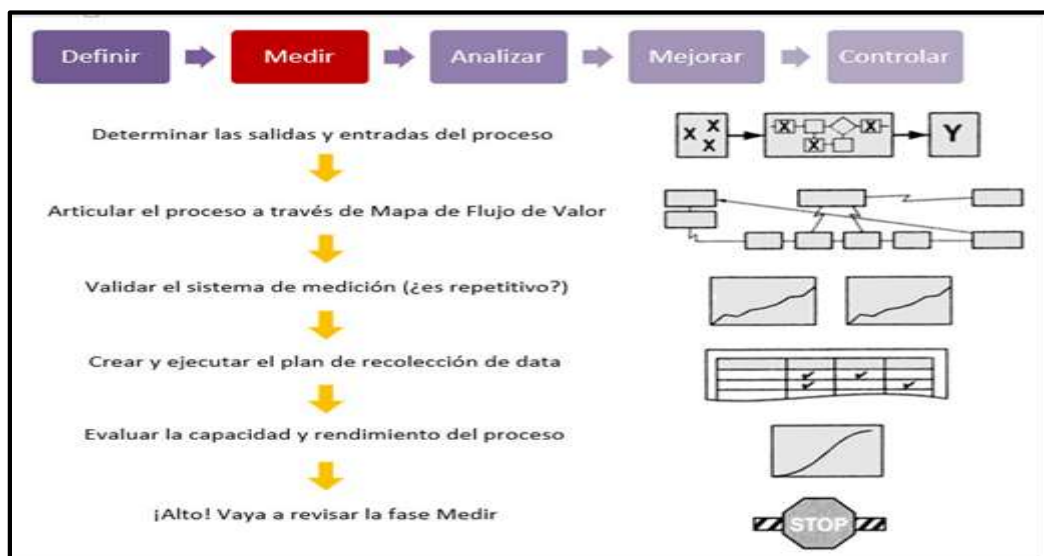 Definir
Medir
Analizar
Mejorar
Controlar
Determinar las salidas y entradas del proceso
X X X
X X X
Y
Articular el proceso a través de Mapa de Flujo de Valor
Validar el sistema de medición (¿es repetitivo?)
Crear y ejecutar el plan de recolección de data
Evaluar la capacidad y rendimiento del proceso
¡Alto! Vaya a revisar la fase Medir
STOP